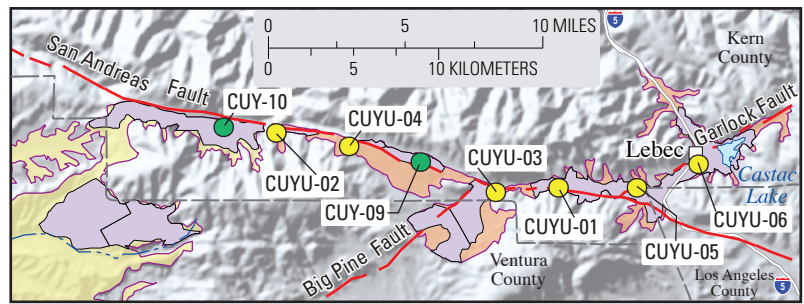 0 5 10 MILES
0 5 10 KILOMETERS
5
Kern
County
San Andreas Fault
CUY-10
CUYU-04
CUYU-02
CUY-09
CUYU-03
CUYU-01
Lebec
Garlock Fault
Castac
Lake
CUYU-06
CUYU-05
Big Pine Fault
Ventura
County
Los Angeles
County
5